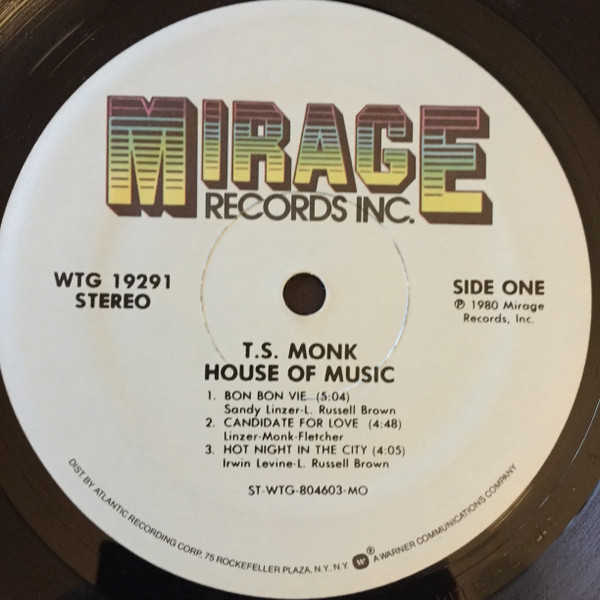 MIRAGE
RECORDS INC.
WTG 19291
STEREO
SIDE ONE
℗ 1980 Mirage
Records, Inc.
T.S. MONK
HOUSE OF MUSIC
1. BON BON VIE (5:04)
Sandy Linzer-L. Russell Brown
2. CANDIDATE FOR LOVE (4:48)
Linzer-Monk-Fletcher
3. HOT NIGHT IN THE CITY (4:05)
Irwin Levine-L. Russell Brown
ST-WTG-804603-MO
DIST. BY ATLANTIC RECORDING CORP. 75 ROCKEFELLER PLAZA, N.Y. N.Y. W ® A WARNER COMMUNICATIONS COMPANY